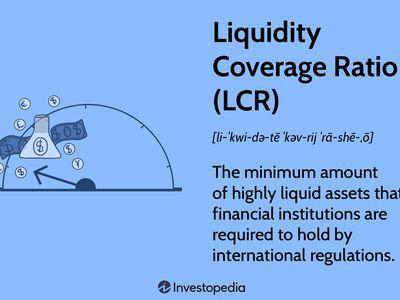 Liquidity
Coverage Ratio
(LCR)
[li-ˈkwi-də-tē ˈkəv-rij ˈrā-shē-ˌō]
The minimum amount
of highly liquid assets that
financial institutions are
required to hold by
international regulations.
Investopedia